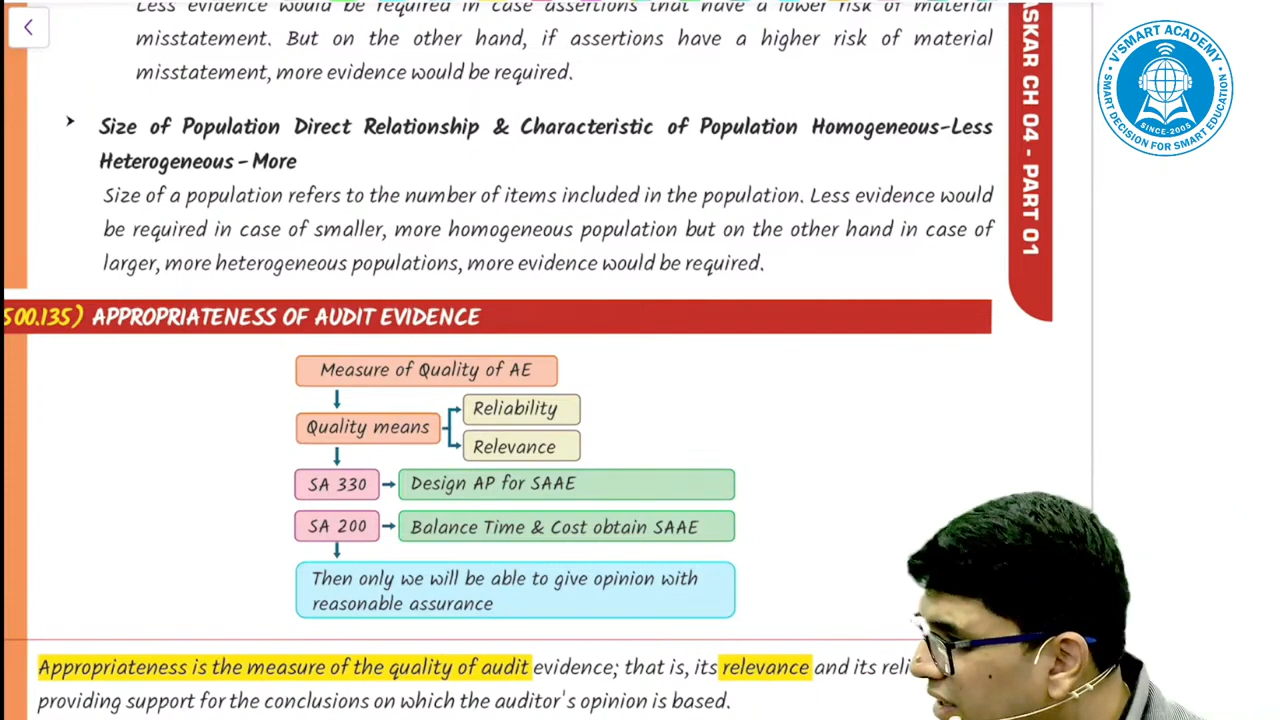 Less evidence would be required in case assertions that have a lower risk of material
misstatement. But on the other hand, if assertions have a higher risk of material
misstatement, more evidence would be required.
Size of Population Direct Relationship & Characteristic of Population Homogeneous-Less
Heterogeneous - More
Size of a population refers to the number of items included in the population. Less evidence would
be required in case of smaller, more homogeneous population but on the other hand in case of
larger, more heterogeneous populations, more evidence would be required.
500.135) APPROPRIATENESS OF AUDIT EVIDENCE
Measure of Quality of AE
Quality means
Reliability
Relevance
SA 330
Design AP for SAAE
SA 200
Balance Time & Cost obtain SAAE
Then only we will be able to give opinion with
reasonable assurance
Appropriateness is the measure of the quality of audit evidence; that is, its relevance and its
providing support for the conclusions on which the auditor's opinion is based.
ASKAR CH 04 - PART 01
V'SMART ACADEMY
SINCE-2005
SMART DECISION FOR SMART EDUCATION